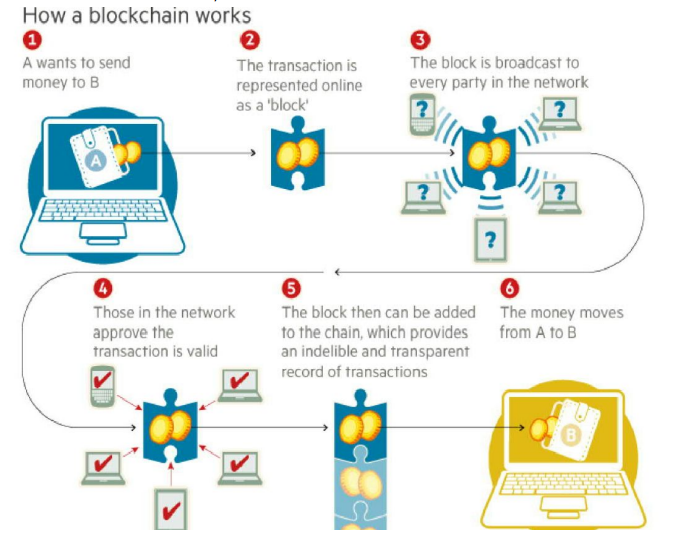 How a blockchain works
1
A wants to send
money to B
A
2
The transaction is
represented online
as a 'block'
3
The block is broadcast to
every party in the network
?
?
?
?
?
4
Those in the network
approve the
transaction is valid
5
The block then can be added
to the chain, which provides
an indelible and transparent
record of transactions
6
The money moves
from A to B
B